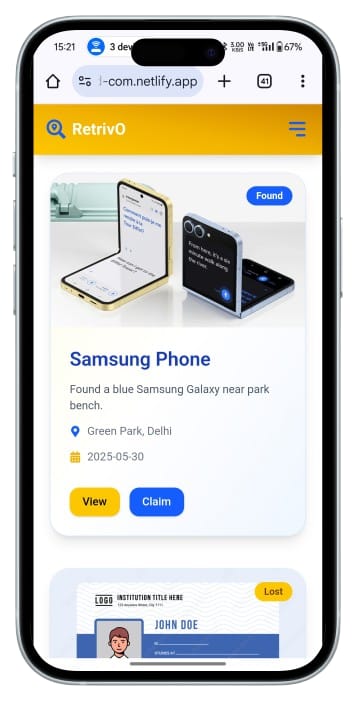 15:21
3 dev
3.00
67%
-com.netlify.app
41
RetrivO
Found
From here, it's a six
minute walk along
the river.
Samsung Phone
Found a blue Samsung Galaxy near park
bench.
Green Park, Delhi
2025-05-30
View
Claim
Lost
LOGO
INSTITUTION TITLE HERE
JOHN DOE